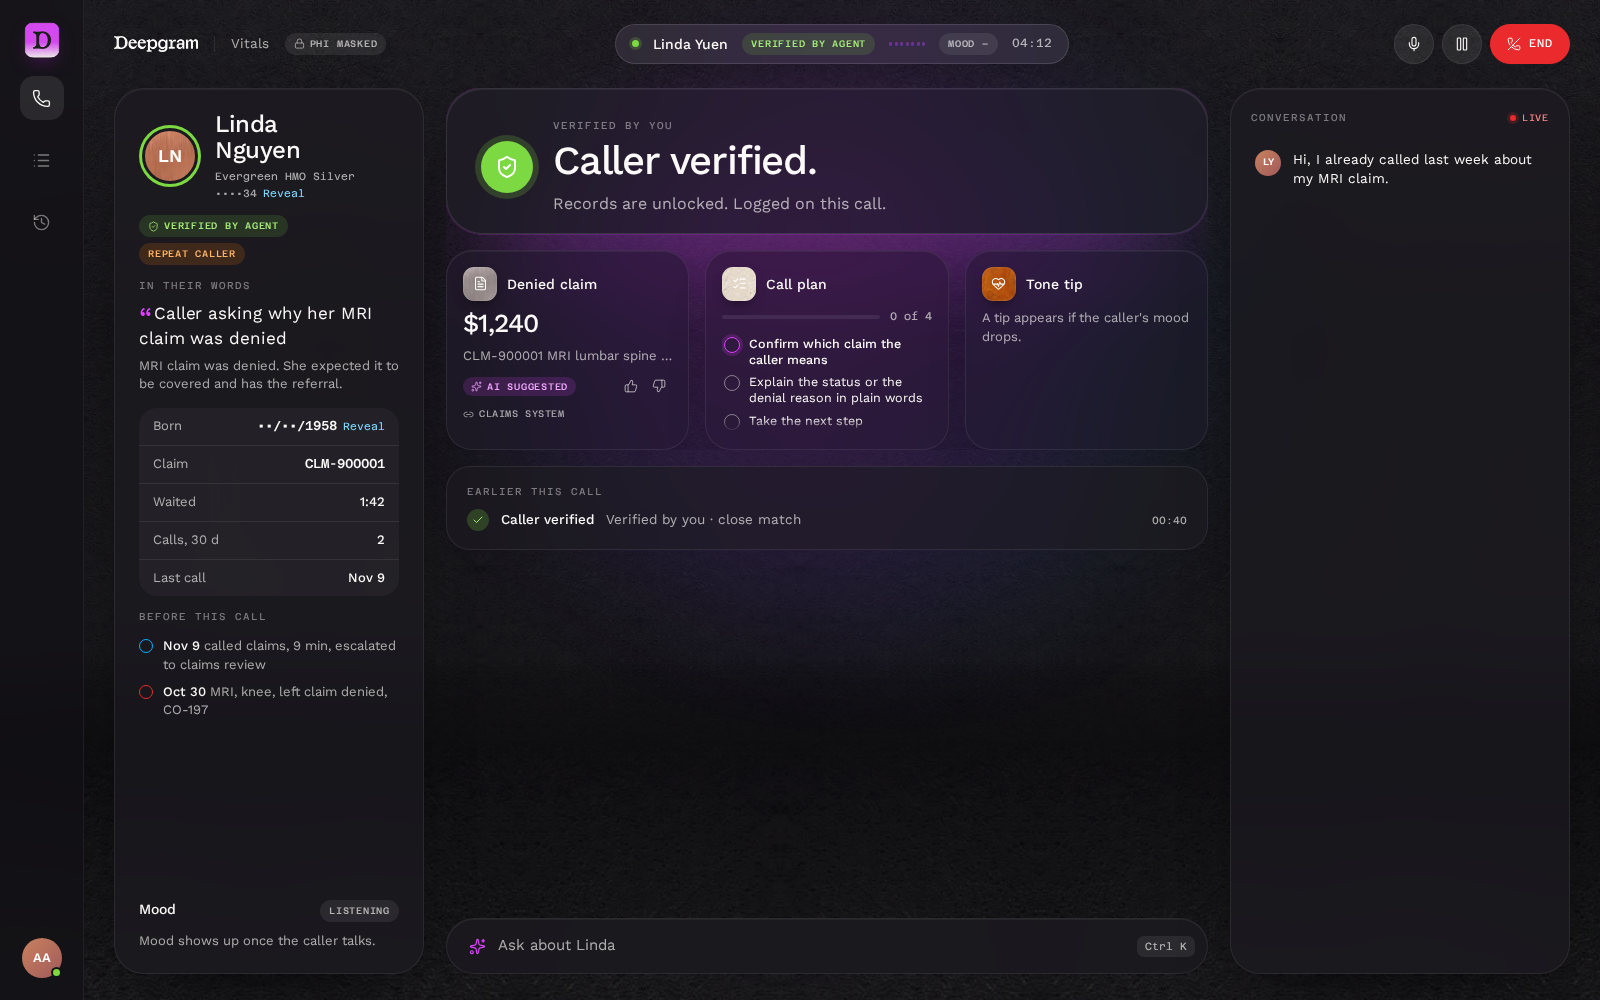 D
Deepgram
Vitals
PHI MASKED
Linda Yuen
VERIFIED BY AGENT
MOOD –
04:12
END
LN
Linda
Nguyen
Evergreen HMO Silver
••••34 Reveal
VERIFIED BY AGENT
REPEAT CALLER
IN THEIR WORDS
“Caller asking why her MRI
claim was denied
MRI claim was denied. She expected it to
be covered and has the referral.
Born ••/••/1958 Reveal
Claim CLM-900001
Waited 1:42
Calls, 30 d 2
Last call Nov 9
BEFORE THIS CALL
Nov 9 called claims, 9 min, escalated
to claims review
Oct 30 MRI, knee, left claim denied,
CO-197
Mood LISTENING
Mood shows up once the caller talks.
AA
VERIFIED BY YOU
Caller verified.
Records are unlocked. Logged on this call.
Denied claim
$1,240
CLM-900001 MRI lumbar spine ...
AI SUGGESTED
CLAIMS SYSTEM
Call plan
0 of 4
Confirm which claim the
caller means
Explain the status or the
denial reason in plain words
Take the next step
Tone tip
A tip appears if the caller's mood
drops.
EARLIER THIS CALL
Caller verified Verified by you · close match 00:40
Ask about Linda
Ctrl K
CONVERSATION
LIVE
LY
Hi, I already called last week about
my MRI claim.